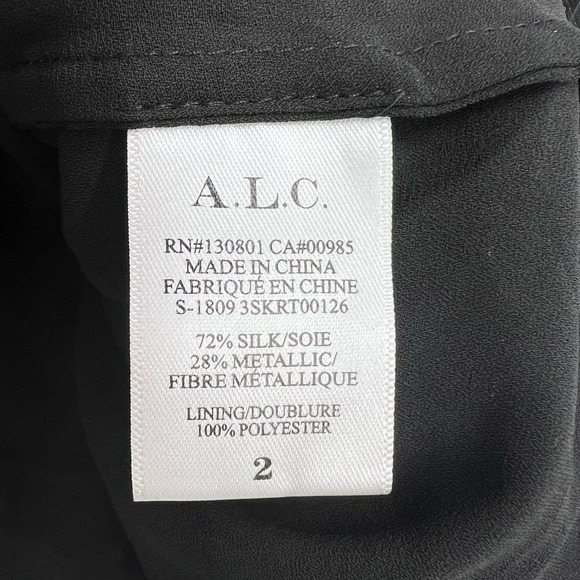 A.L.C.
RN#130801 CA#00985
MADE IN CHINA
FABRIQUÉ EN CHINE
S-1809 3SKRT00126
72% SILK/SOIE
28% METALLIC/
FIBRE MÉTALLIQUE
LINING/DOUBLURE
100% POLYESTER
2